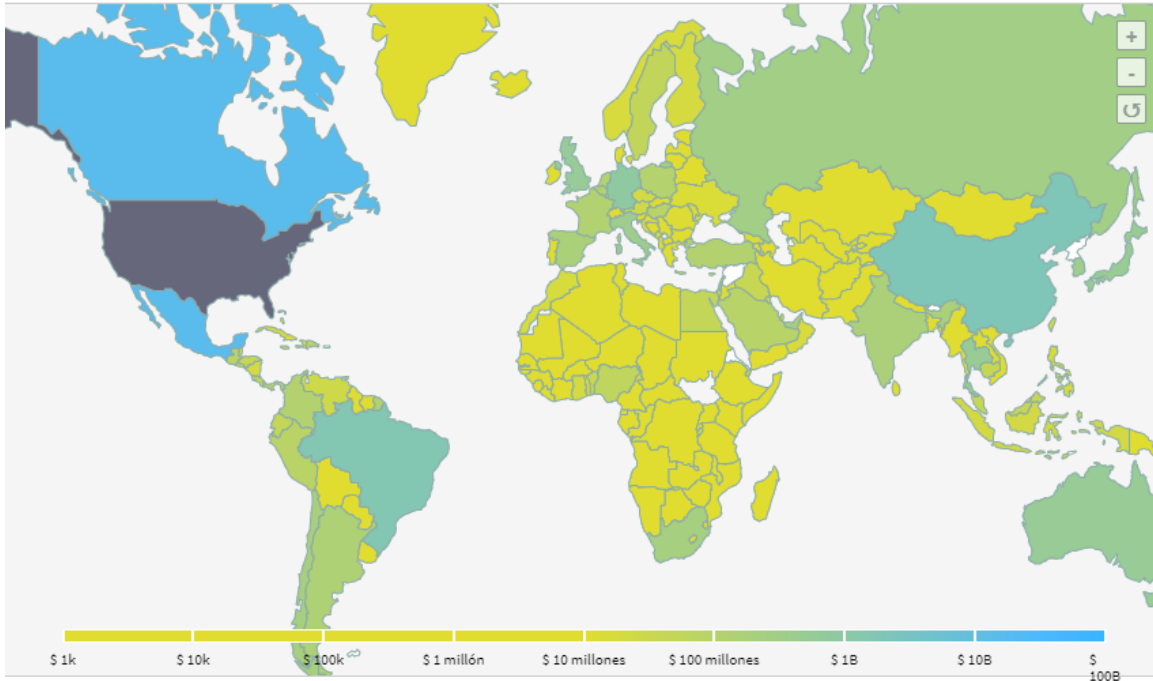 +
-
↺
$ 1k
$ 10k
$ 100k
$ 1 millón
$ 10 millones
$ 100 millones
$ 1B
$ 10B
$
100B